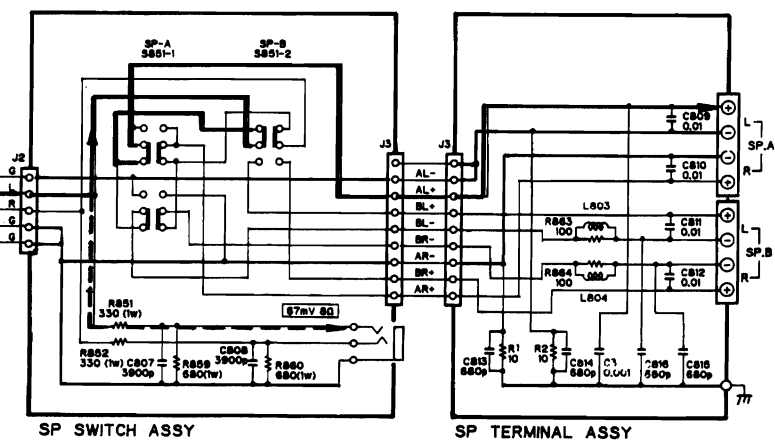 SP-A
S851-1
SP-B
S851-2
J2
G
L
R
G
G
J3
J3
AL-
AL+
BL+
BL-
BR-
AR-
BR+
AR+
R851
330 (1w)
R852
330 (1w)
C807
3900p
R859
680(1w)
C808
3900p
R860
680(1w)
67mV 8Ω
SP SWITCH ASSY
C809
0.01
C810
0.01
L
SP.A
R
L803
R863
100
C811
0.01
R864
100
L804
C812
0.01
L
SP.B
R
C813
680p
R1
10
R2
10
C814
680p
C3
0.001
C816
680p
C815
680p
SP TERMINAL ASSY